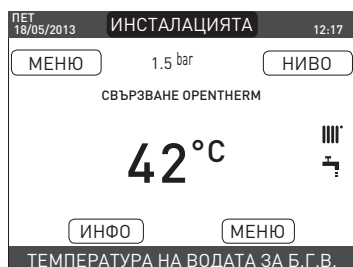 ПЕТ
18/05/2013 ИНСТАЛАЦИЯТА 12:17
МЕНЮ 1.5 bar НИВО
СВЪРЗВАНЕ OPENTHERM
42°C
ИНФО МЕНЮ
ТЕМПЕРАТУРА НА ВОДАТА ЗА Б.Г.В.